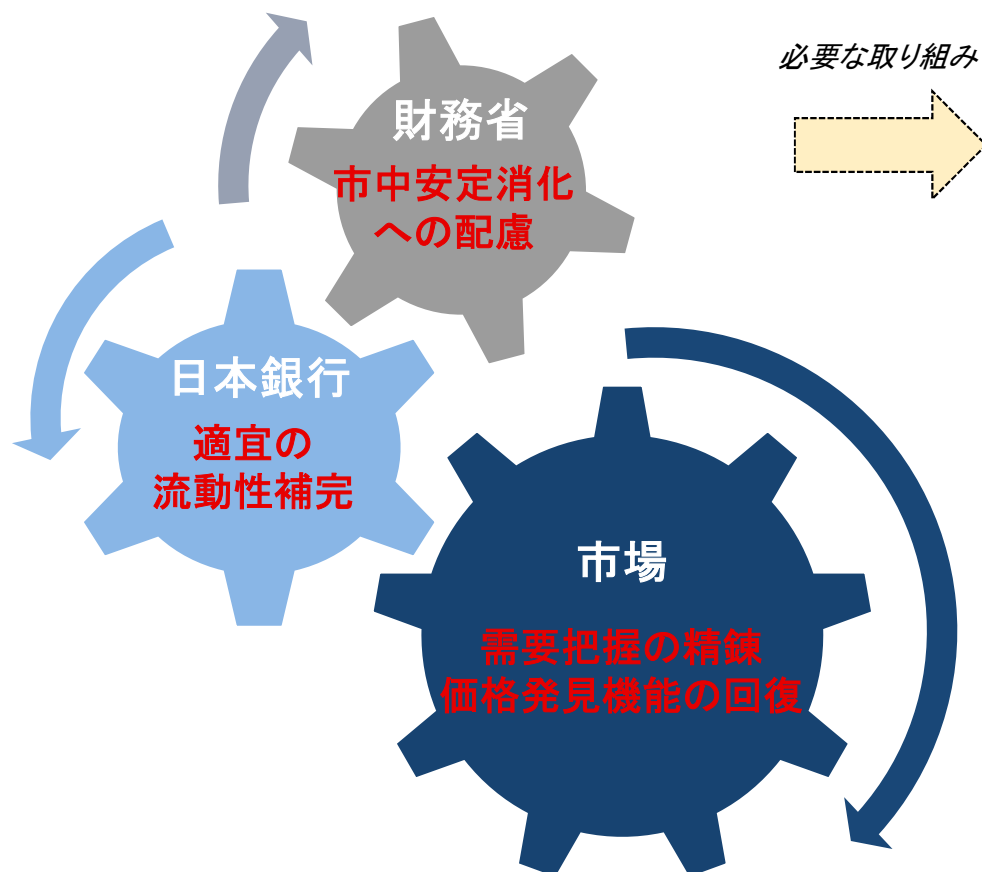 必要な取り組み
財務省
市中安定消化
への配慮
日本銀行
適宜の
流動性補完
市場
需要把握の精錬
価格発見機能の回復